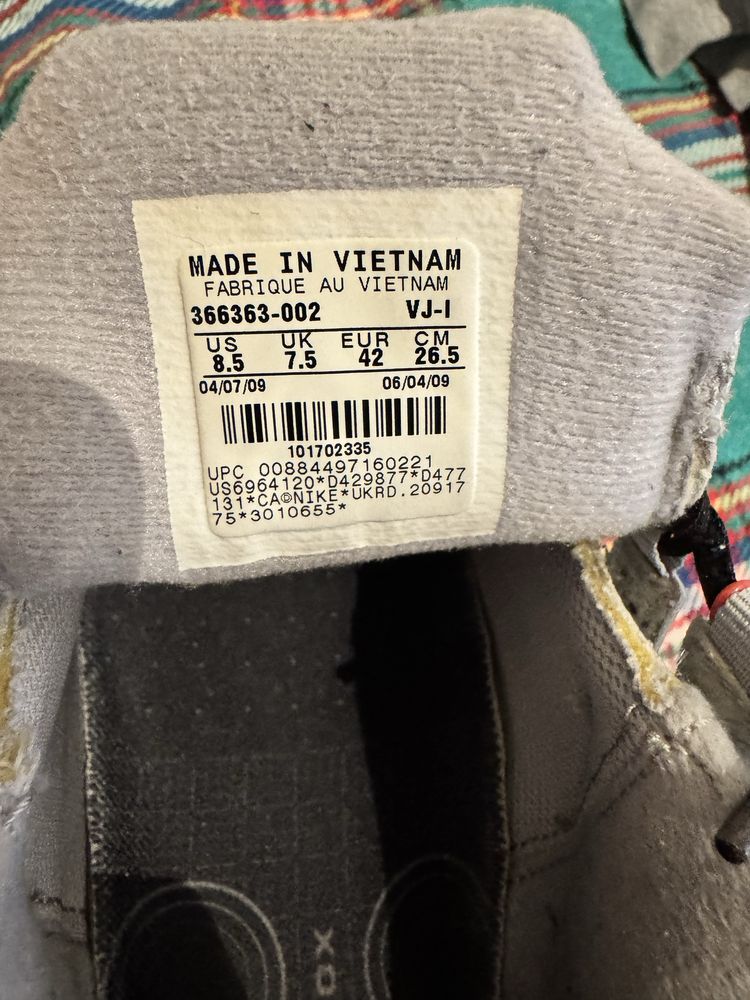 MADE IN VIETNAM
FABRIQUE AU VIETNAM
366363-002 VJ-I
US UK EUR CM
8.5 7.5 42 26.5
04/07/09 06/04/09
101702335
UPC 00884497160221
US6964120*D429877*D477
131*CA©NIKE*UKRD.20917
75*3010655*